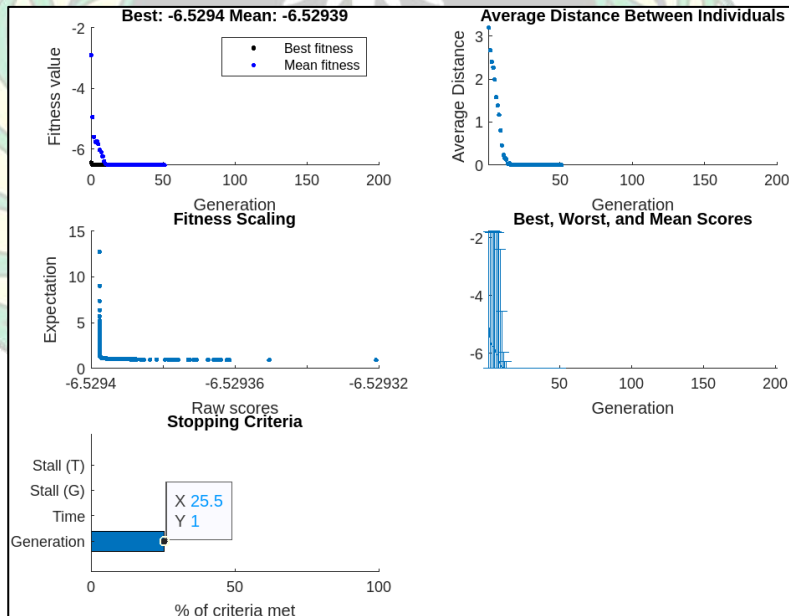 Best: -6.5294 Mean: -6.52939
Fitness value
-2
-4
-6
Best fitness
Mean fitness
0 50 100 150 200
Generation
Average Distance Between Individuals
Average Distance
3
2
1
0
0 50 100 150 200
Generation
Fitness Scaling
Expectation
15
10
5
0
-6.5294 -6.52936 -6.52932
Raw scores
Best, Worst, and Mean Scores
-2
-4
-6
50 100 150 200
Generation
Stopping Criteria
Stall (T)
Stall (G)
Time
Generation
X 25.5
Y 1
0 50 100
% of criteria met